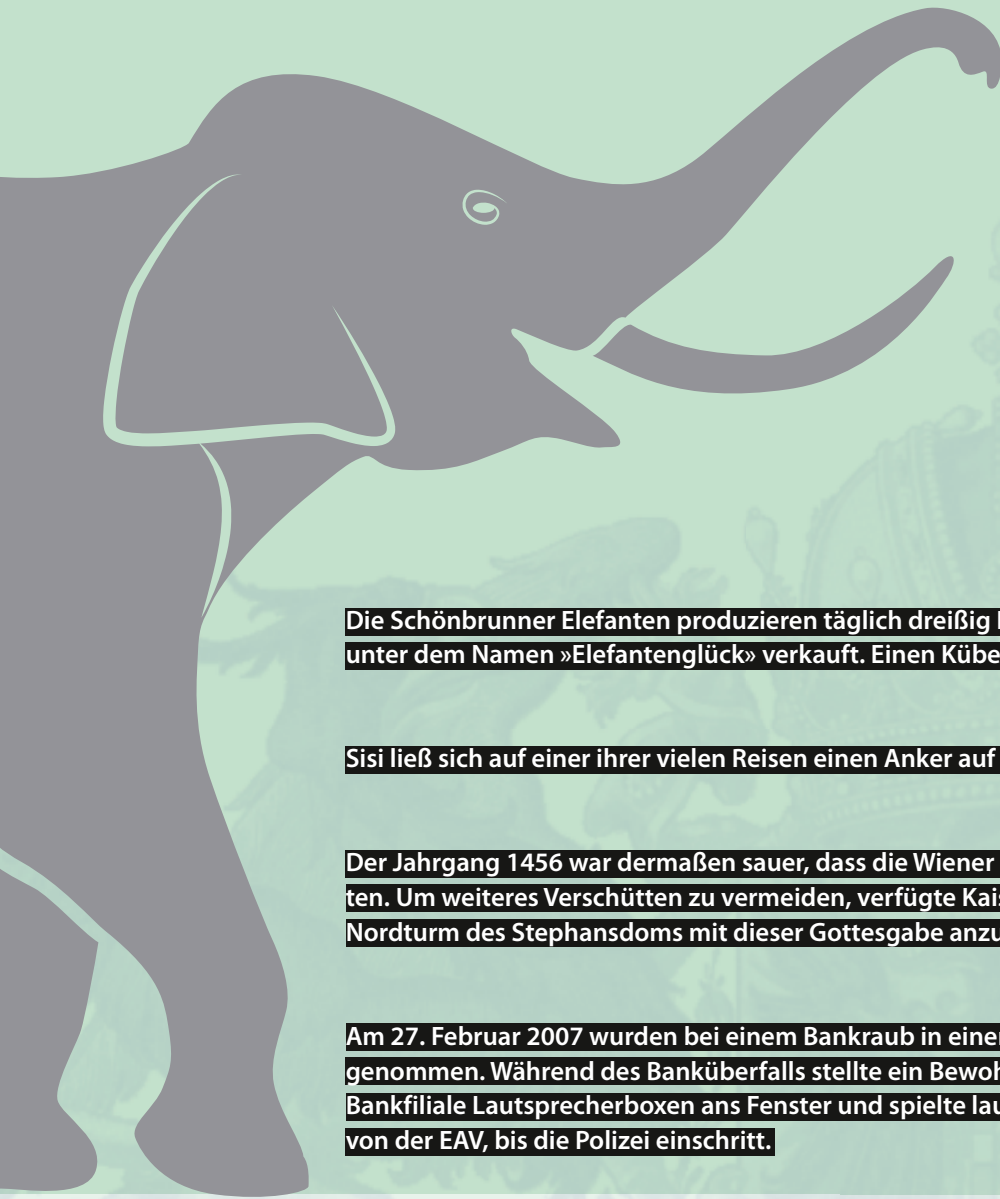 Die Schönbrunner Elefanten produzieren täglich dreißig
unter dem Namen »Elefantenglück» verkauft. Einen Kübe
Sisi ließ sich auf einer ihrer vielen Reisen einen Anker auf
Der Jahrgang 1456 war dermaßen sauer, dass die Wiener
ten. Um weiteres Verschütten zu vermeiden, verfügte Kais
Nordturm des Stephansdoms mit dieser Gottesgabe anzu
Am 27. Februar 2007 wurden bei einem Bankraub in einer
genommen. Während des Banküberfalls stellte ein Bewoh
Bankfiliale Lautsprecherboxen ans Fenster und spielte lau
von der EAV, bis die Polizei einschritt.